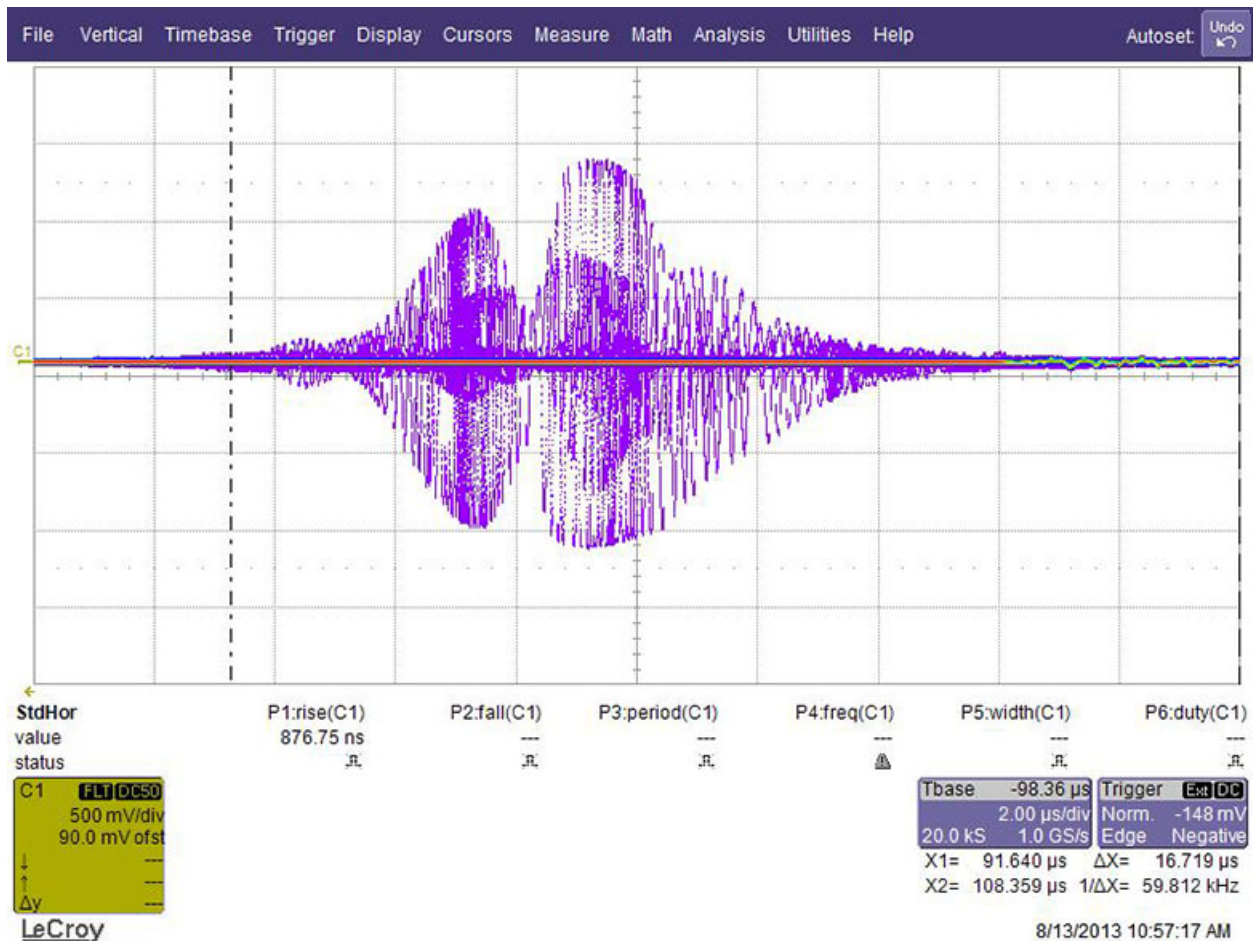 File Vertical Timebase Trigger Display Cursors Measure Math Analysis Utilities Help Autoset: Undo
C1
StdHor P1:rise(C1) P2:fall(C1) P3:period(C1) P4:freq(C1) P5:width(C1) P6:duty(C1)
value 876.75 ns --- --- --- --- ---
status
C1 FLT DC50
500 mV/div
90.0 mV ofst
---
---
Δy ---
Tbase -98.36 µs
2.00 µs/div
20.0 kS 1.0 GS/s
Trigger Ext DC
Norm. -148 mV
Edge Negative
X1= 91.640 µs ΔX= 16.719 µs
X2= 108.359 µs 1/ΔX= 59.812 kHz
LeCroy
8/13/2013 10:57:17 AM